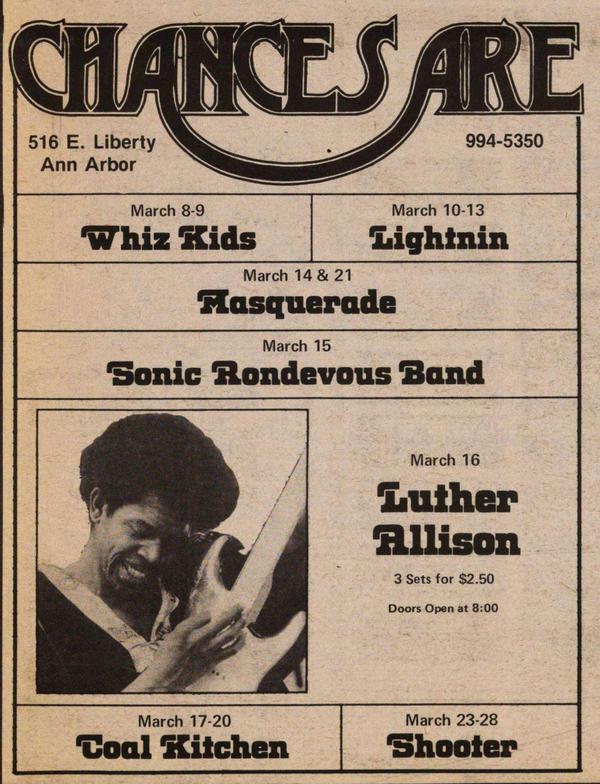 CHANCES ARE
516 E. Liberty
Ann Arbor
994-5350
March 8-9
Whiz Kids
March 10-13
Lightnin
March 14 & 21
Masquerade
March 15
Sonic Rondevous Band
March 16
Luther
Allison
3 Sets for $2.50
Doors Open at 8:00
March 17-20
Coal Kitchen
March 23-28
Shooter